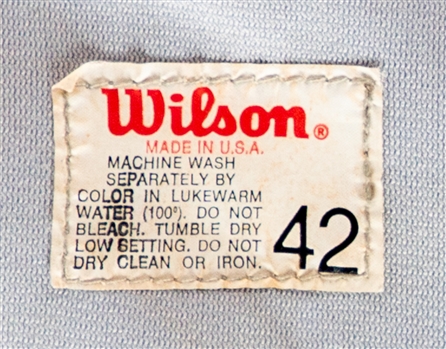 Wilson®
MADE IN U.S.A.
MACHINE WASH
SEPARATELY BY
COLOR IN LUKEWARM
WATER (100°). DO NOT
BLEACH. TUMBLE DRY
LOW SETTING. DO NOT
DRY CLEAN OR IRON.
42